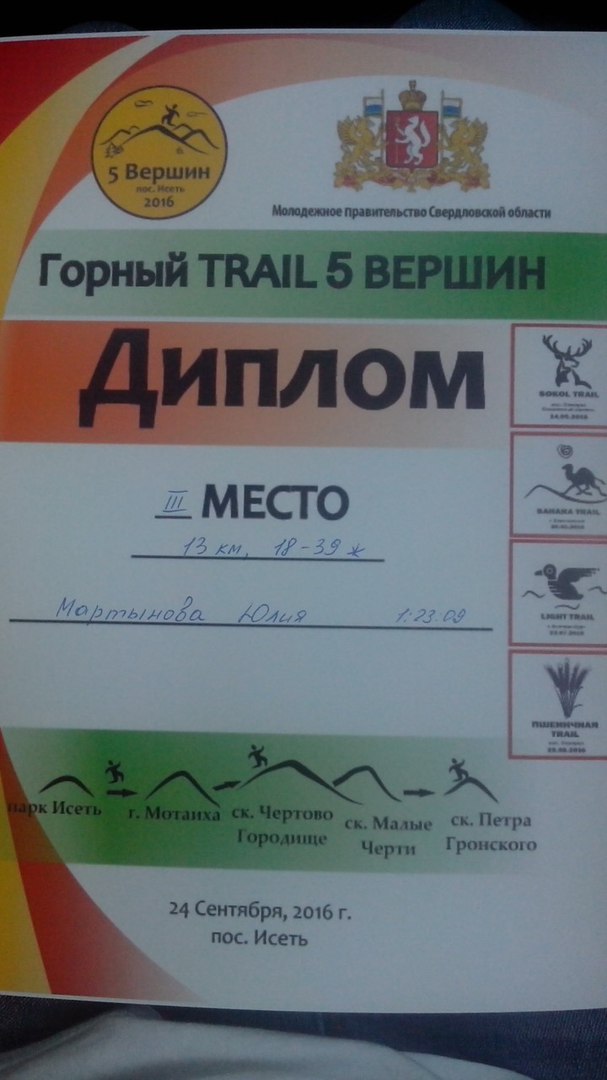 5 Вершин
пос. Исеть
2016
Молодежное правительство Свердловской области
Горный TRAIL 5 ВЕРШИН
Диплом
SOKOL TRAIL
III МЕСТО
13 км, 18-39 ж
SAHARA TRAIL
Мартынова Юлия 1:23.09
LIGHT TRAIL
ПШЕНИЧНАЯ
TRAIL
парк Исеть
г. Мотаиха
ск. Чертово
Городище
ск. Малые
Черти
ск. Петра
Гронского
24 Сентября, 2016 г.
пос. Исеть